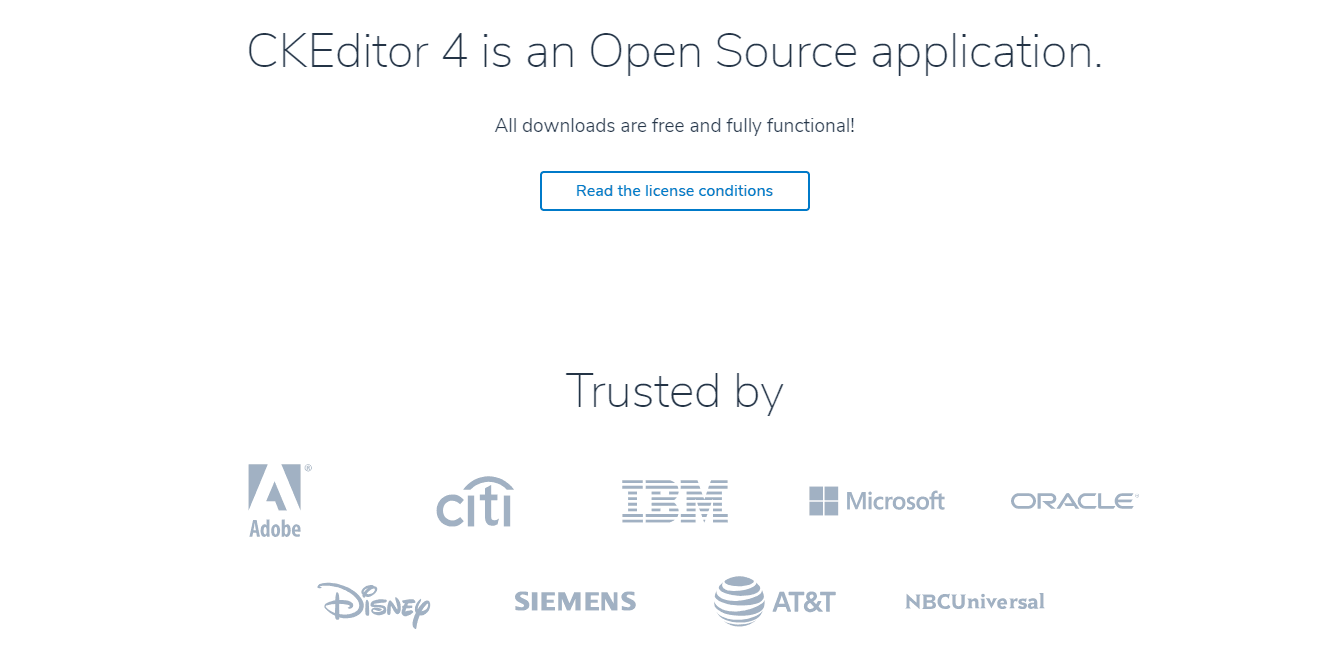 CKEditor 4 is an Open Source application.
All downloads are free and fully functional!
Read the license conditions
Trusted by
Adobe® citi IBM Microsoft ORACLE™
Disney SIEMENS AT&T NBCUniversal